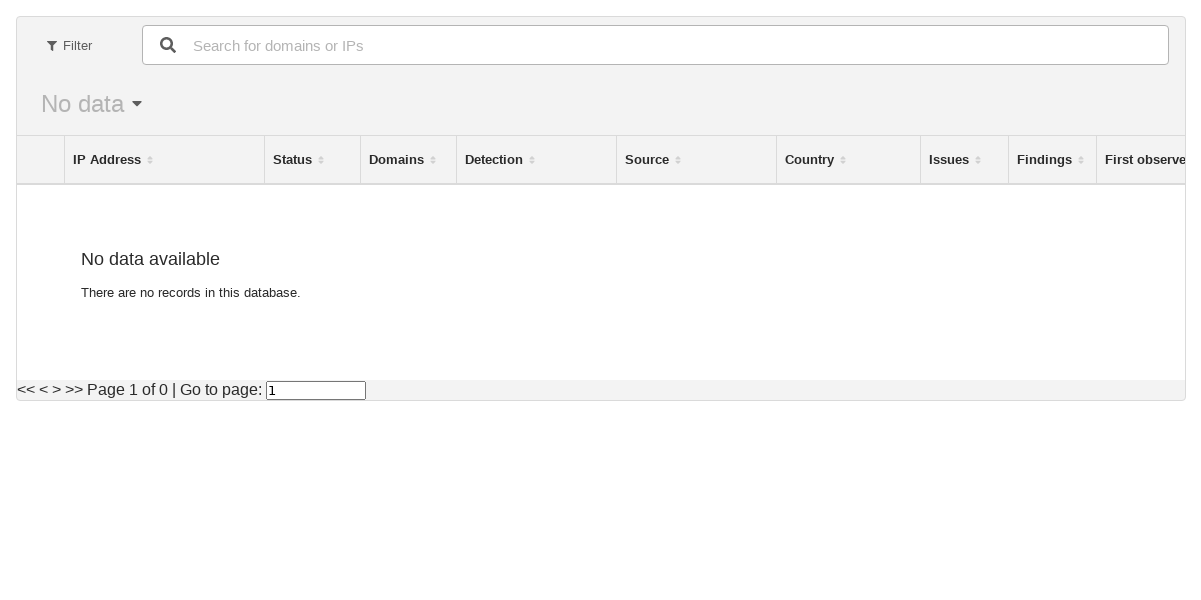 Filter
Search for domains or IPs
No data
IP Address Status Domains Detection Source Country Issues Findings First observe
No data available
There are no records in this database.
<< < > >> Page 1 of 0 | Go to page: 1